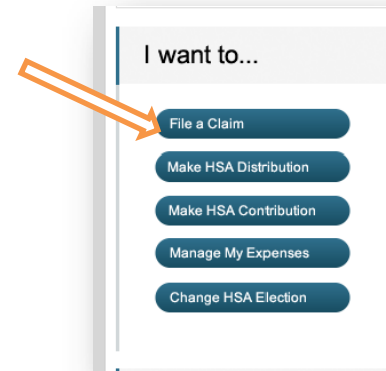 I want to...
File a Claim
Make HSA Distribution
Make HSA Contribution
Manage My Expenses
Change HSA Election